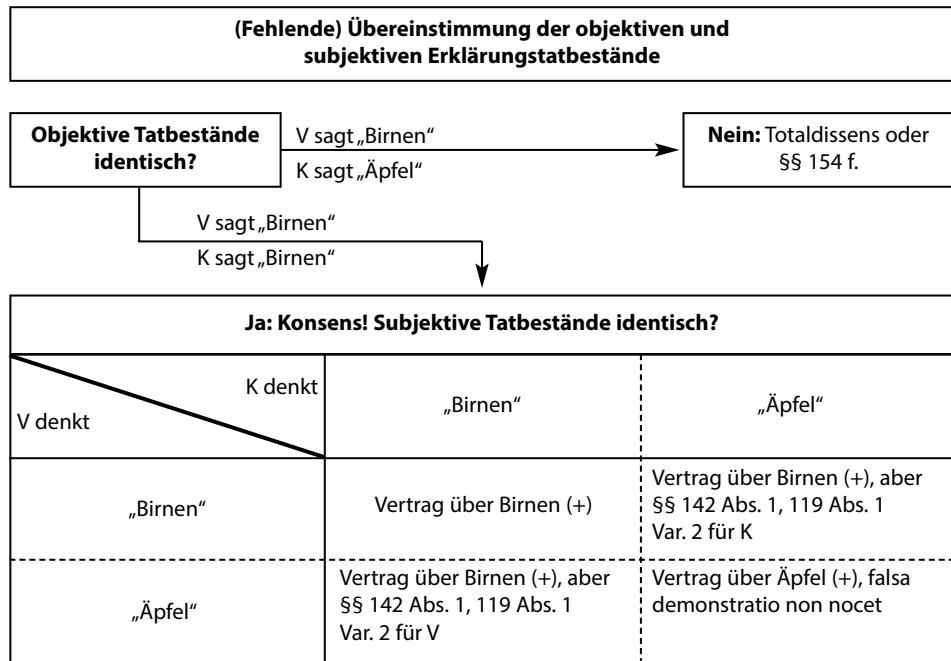 (Fehlende) Übereinstimmung der objektiven und
subjektiven Erklärungstatbestände
Objektive Tatbestände
identisch?
V sagt „Birnen“
K sagt „Äpfel“
Nein: Totaldissens oder
§§ 154 f.
V sagt „Birnen“
K sagt „Birnen“
Ja: Konsens! Subjektive Tatbestände identisch?
K denkt
V denkt
„Birnen“
„Äpfel“
„Birnen“
Vertrag über Birnen (+)
Vertrag über Birnen (+), aber
§§ 142 Abs. 1, 119 Abs. 1
Var. 2 für K
„Äpfel“
Vertrag über Birnen (+), aber
§§ 142 Abs. 1, 119 Abs. 1
Var. 2 für V
Vertrag über Äpfel (+), falsa
demonstratio non nocet